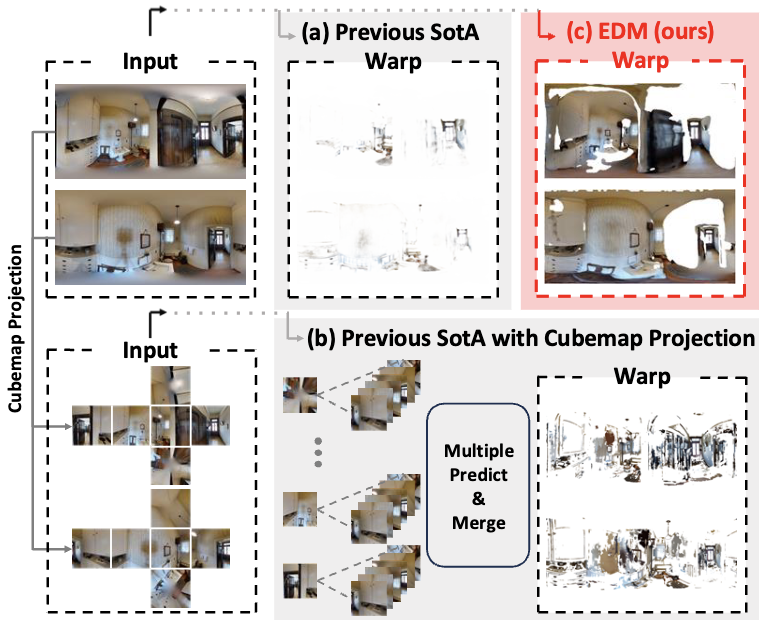 (a) Previous SotA
Warp
(c) EDM (ours)
Warp
Input
Cubemap Projection
(b) Previous SotA with Cubemap Projection
Input
Warp
Multiple
Predict
&
Merge